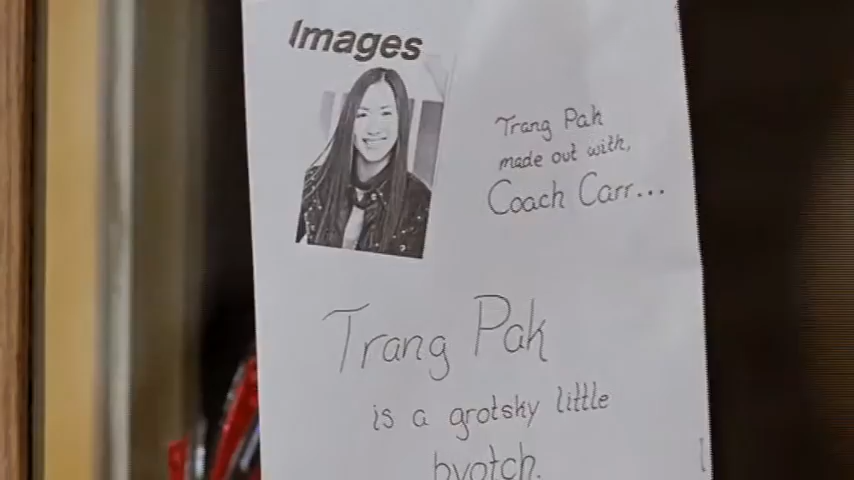 Images
Trang Pak
made out with,
Coach Carr...
Trang Pak
is a grotsky little
byotch.